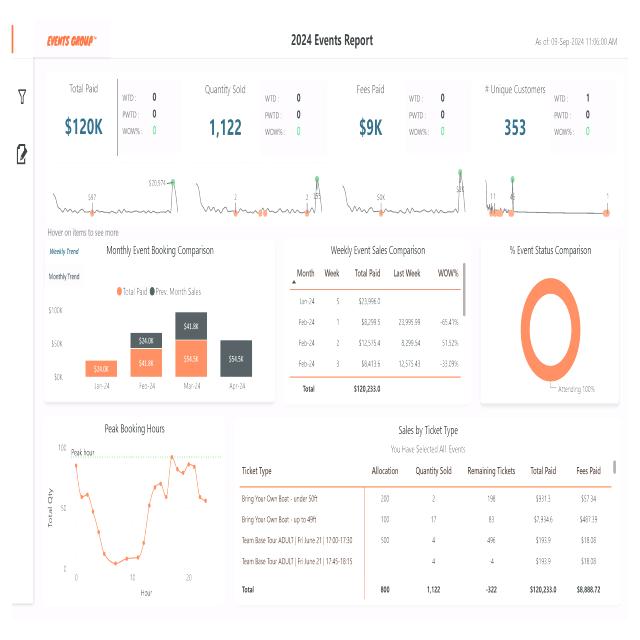 EVENTS GROUP
2024 Events Report
As of: 09-Sep-2024 11:06:00 AM
Total Paid
$120K
WTD : 0
PWTD : 0
WOW% : 0
Quantity Sold
1,122
WTD : 0
PWTD : 0
WOW% : 0
Fees Paid
$9K
WTD : 0
PWTD : 0
WOW% : 0
# Unique Customers
353
WTD : 1
PWTD : 0
WOW% : 0
$97
$20,974
2
2
$0K
11
1
Hover on items to see more
Weekly Trend
Monthly Trend
Monthly Event Booking Comparison
Total Paid Prev. Month Sales
$100K
$50K
$0K
$24.0K
$24.0K
$41.8K
$41.8K
$54.5K
$54.5K
Jan-24 Feb-24 Mar-24 Apr-24
Weekly Event Sales Comparison
Month Week Total Paid Last Week WOW%
Jan-24 5 $23,996.0
Feb-24 1 $8,299.5 23,995.99 -65.41%
Feb-24 2 $12,575.4 8,299.54 51.52%
Feb-24 3 $8,413.6 12,575.43 -33.09%
Total $120,233.0
% Event Status Comparison
Attending 100%
Peak Booking Hours
Total Qty
100
50
0
Peak hour
0 10 20
Hour
Sales by Ticket Type
You Have Selected All Events
Ticket Type Allocation Quantity Sold Remaining Tickets Total Paid Fees Paid
Bring Your Own Boat - under 50ft 200 2 198 $931.3 $57.34
Bring Your Own Boat - up to 49ft 100 17 83 $7,934.6 $487.39
Team Base Tour ADULT | Fri June 21 | 17:00-17:30 500 4 496 $193.9 $18.08
Team Base Tour ADULT | Fri June 21 | 17:45-18:15 4 -4 $193.9 $18.08
Total 800 1,122 -322 $120,233.0 $8,888.72